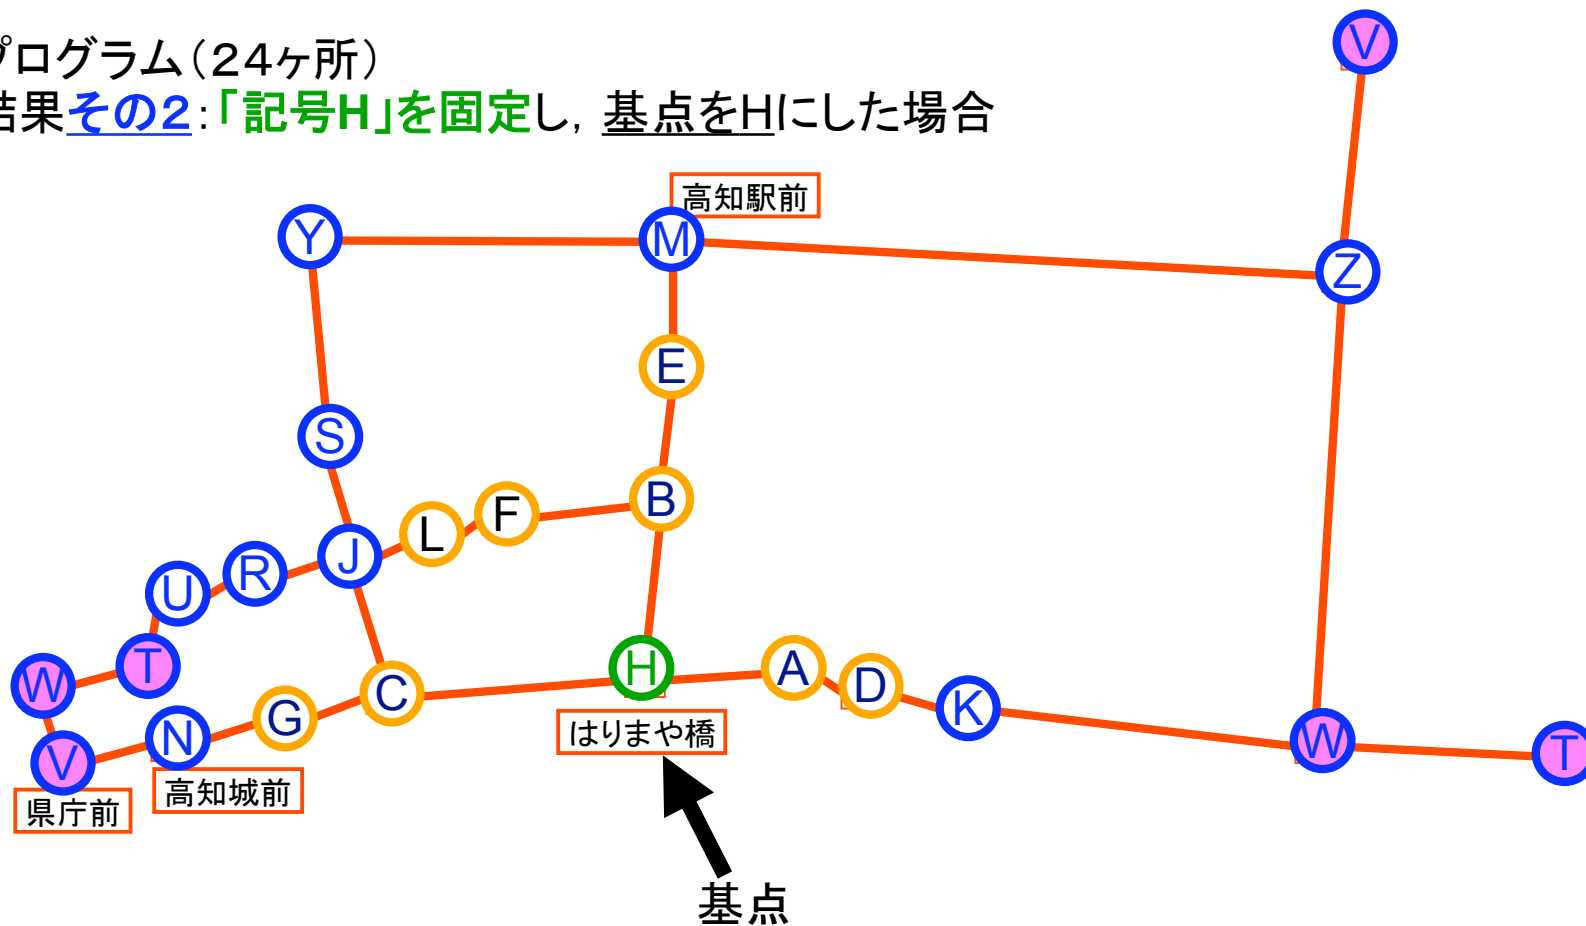 プログラム（24ヶ所）
結果その2：「記号H」を固定し，基点をHにした場合
V
高知駅前
Y
M
Z
E
S
B
F
L
J
R
U
T
W
H
A
D
K
C
G
N
V
W
T
はりまや橋
高知城前
県庁前
基点